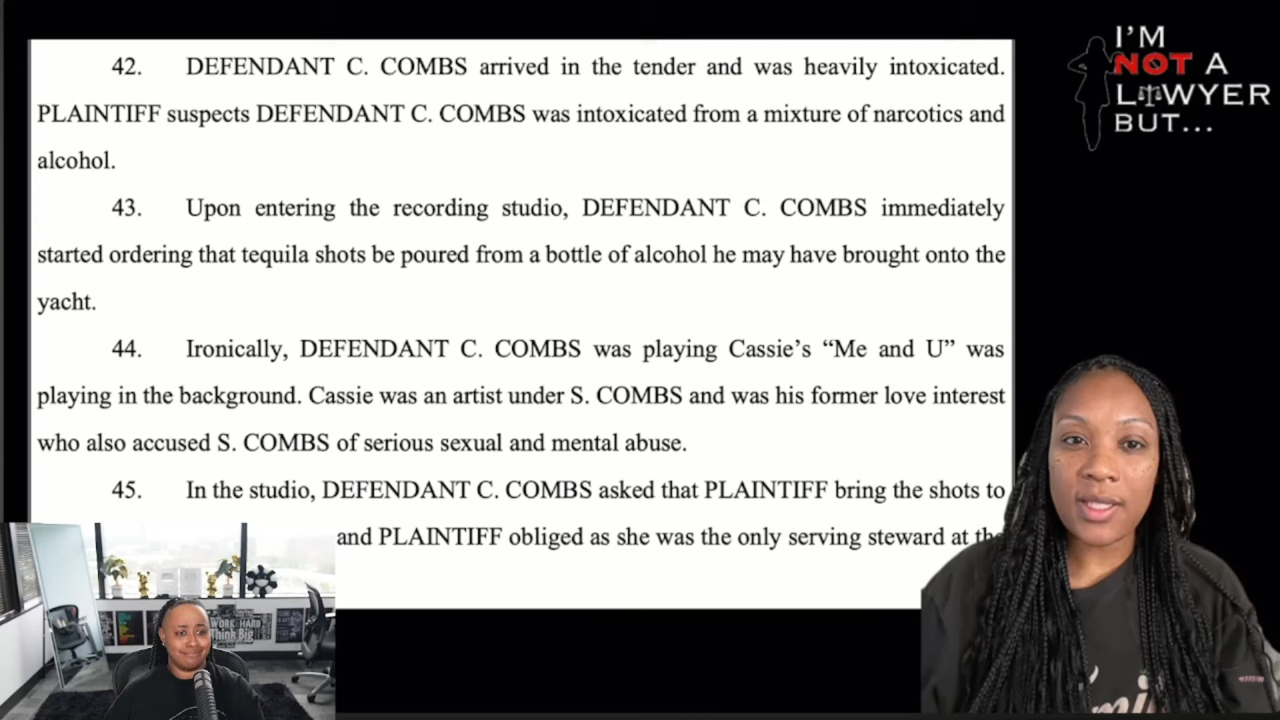 42. DEFENDANT C. COMBS arrived in the tender and was heavily intoxicated.
PLAINTIFF suspects DEFENDANT C. COMBS was intoxicated from a mixture of narcotics and
alcohol.
43. Upon entering the recording studio, DEFENDANT C. COMBS immediately
started ordering that tequila shots be poured from a bottle of alcohol he may have brought onto the
yacht.
44. Ironically, DEFENDANT C. COMBS was playing Cassie’s “Me and U” was
playing in the background. Cassie was an artist under S. COMBS and was his former love interest
who also accused S. COMBS of serious sexual and mental abuse.
45. In the studio, DEFENDANT C. COMBS asked that PLAINTIFF bring the shots to
and PLAINTIFF obliged as she was the only serving steward at the
I'M
NOT A
LAWYER
BUT...
WORK HARD
Think Big